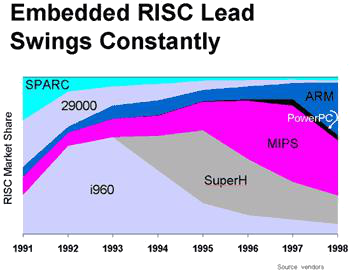 Embedded RISC Lead
Swings Constantly
SPARC
29000
ARM
PowerPC
MIPS
SuperH
i960
RISC Market Share
1991 1992 1993 1994 1995 1996 1997 1998
Source vendors